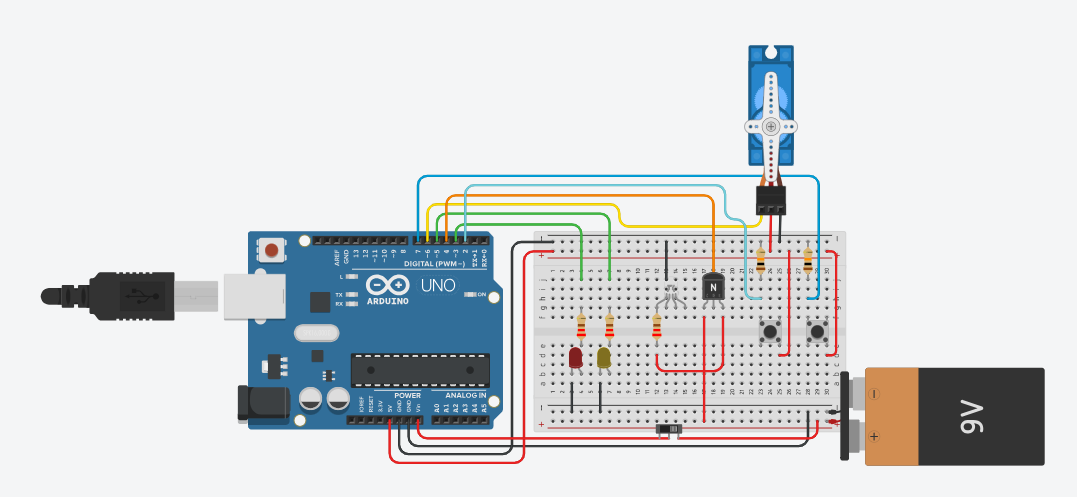 AREF
GND
13
12
~11
~10
~9
8
7
~6
~5
4
~3
2
TX→1
RX←0
DIGITAL (PWM~)
L
TX
RX
UNO
ARDUINO
ON
N
POWER
ANALOG IN
IOREF
RESET
3.3V
5V
GND
GND
Vin
A0
A1
A2
A3
A4
A5
9V
−
+